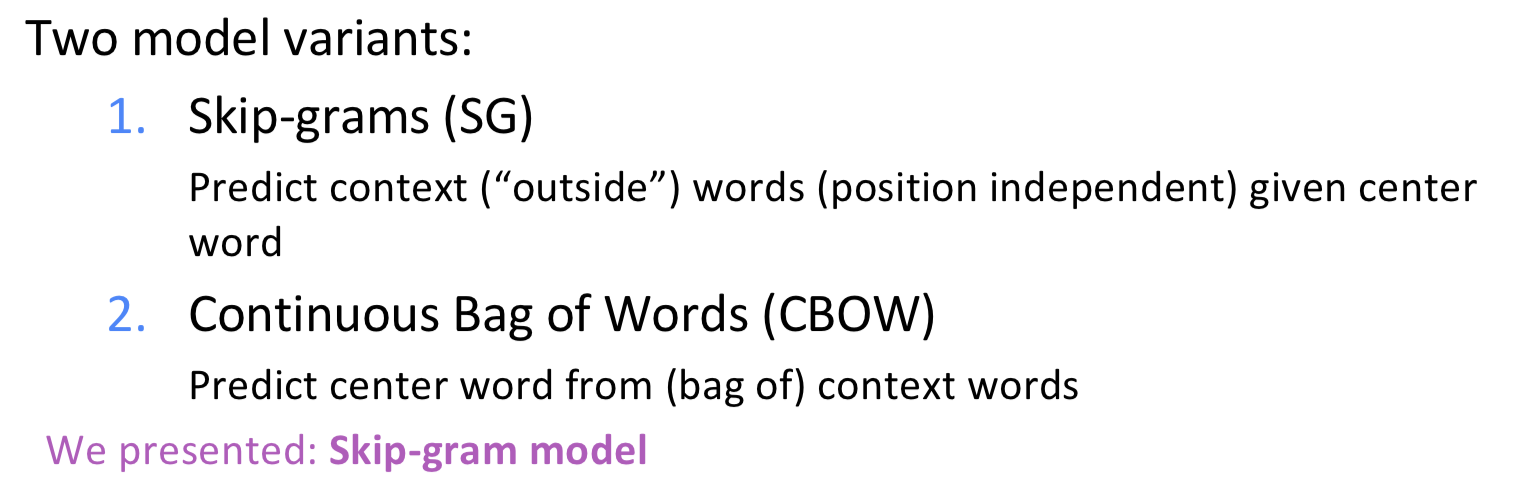 Two model variants:
1. Skip-grams (SG)
Predict context (“outside”) words (position independent) given center
word
2. Continuous Bag of Words (CBOW)
Predict center word from (bag of) context words
We presented: Skip-gram model